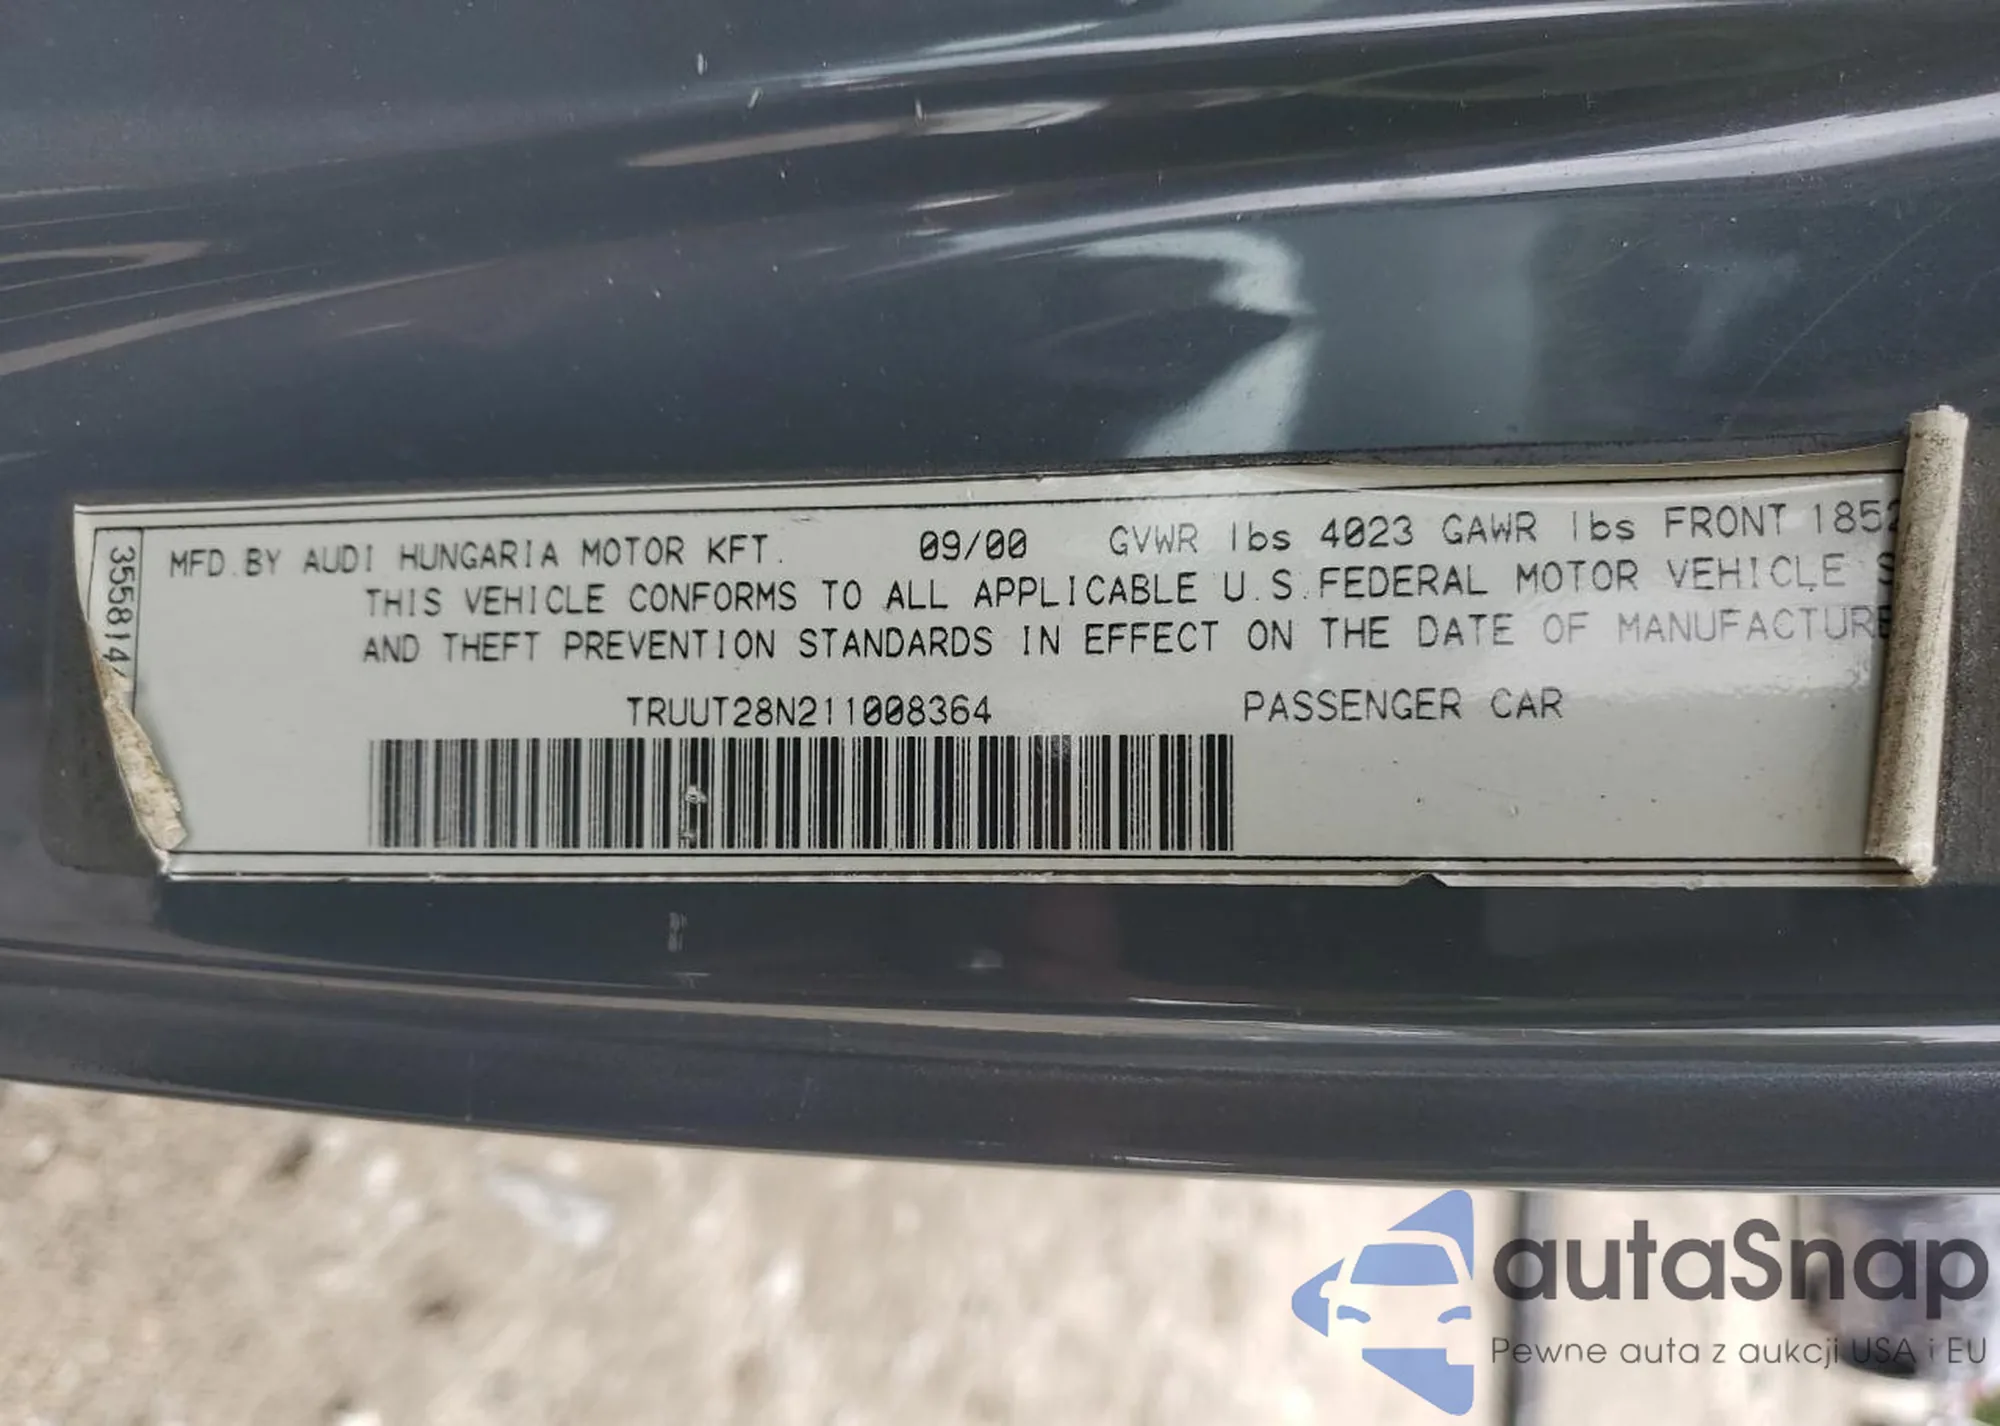 355814
MFD.BY AUDI HUNGARIA MOTOR KFT. 09/00 GVWR lbs 4023 GAWR lbs FRONT 1852
THIS VEHICLE CONFORMS TO ALL APPLICABLE U.S.FEDERAL MOTOR VEHICLE S
AND THEFT PREVENTION STANDARDS IN EFFECT ON THE DATE OF MANUFACTURE
TRUUT28N211008364 PASSENGER CAR
autaSnap
Pewne auta z aukcji USA i EU